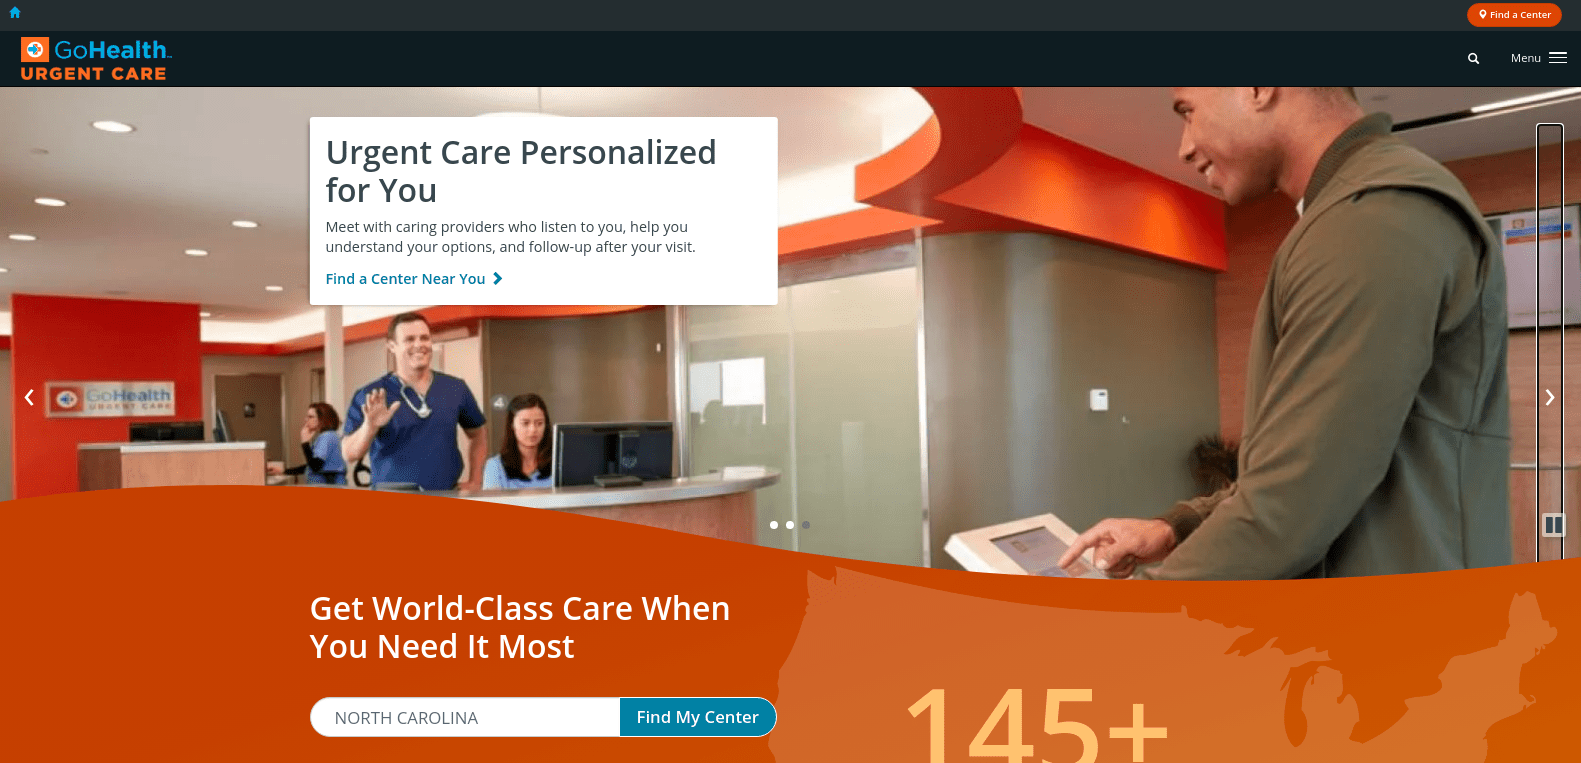 Find a Center
GoHealth
URGENT CARE
Menu
Urgent Care Personalized
for You
Meet with caring providers who listen to you, help you
understand your options, and follow-up after your visit.
Find a Center Near You
GoHealth
URGENT CARE
4
Get World-Class Care When
You Need It Most
NORTH CAROLINA
Find My Center
145+